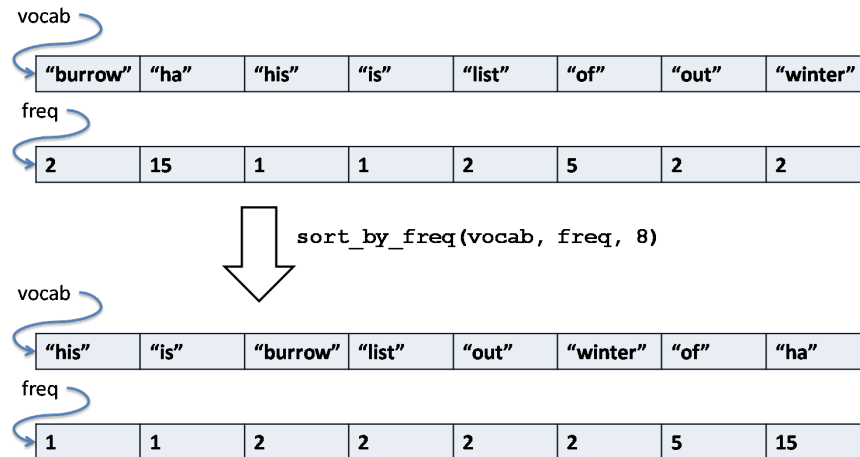 vocab
“burrow” “ha” “his” “is” “list” “of” “out” “winter”
freq
2 15 1 1 2 5 2 2
sort_by_freq(vocab, freq, 8)
vocab
“his” “is” “burrow” “list” “out” “winter” “of” “ha”
freq
1 1 2 2 2 2 5 15